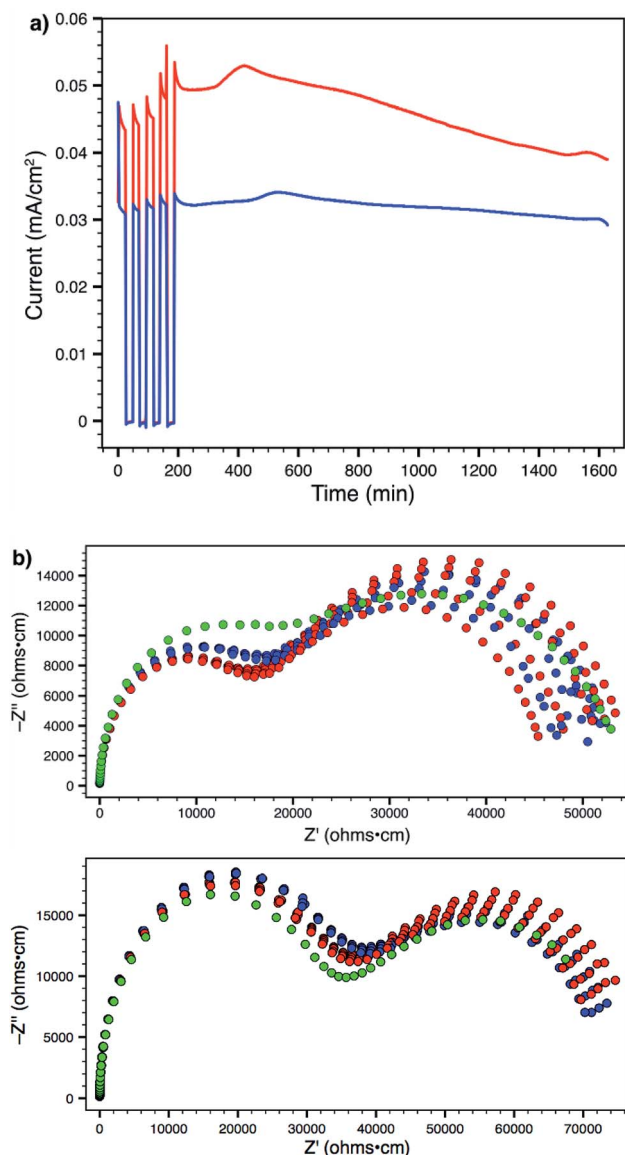 a)
0.06
0.05
0.04
0.03
0.02
0.01
0
Current (mA/cm²)
0 200 400 600 800 1000 1200 1400 1600
Time (min)
b)
14000
12000
10000
8000
6000
4000
2000
0
–Z'' (ohms•cm)
0 10000 20000 30000 40000 50000
Z' (ohms•cm)
15000
10000
5000
0
–Z'' (ohms•cm)
0 10000 20000 30000 40000 50000 60000 70000
Z' (ohms•cm)